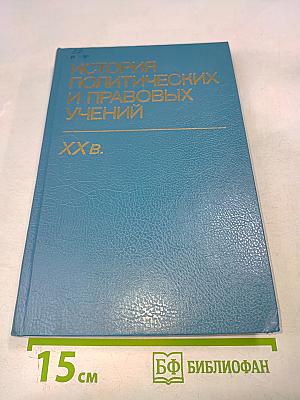 ИСТОРИЯ
ПОЛИТИЧЕСКИХ
И ПРАВОВЫХ
УЧЕНИЙ
XX в.
15 см
БФ БИБЛИОФАН